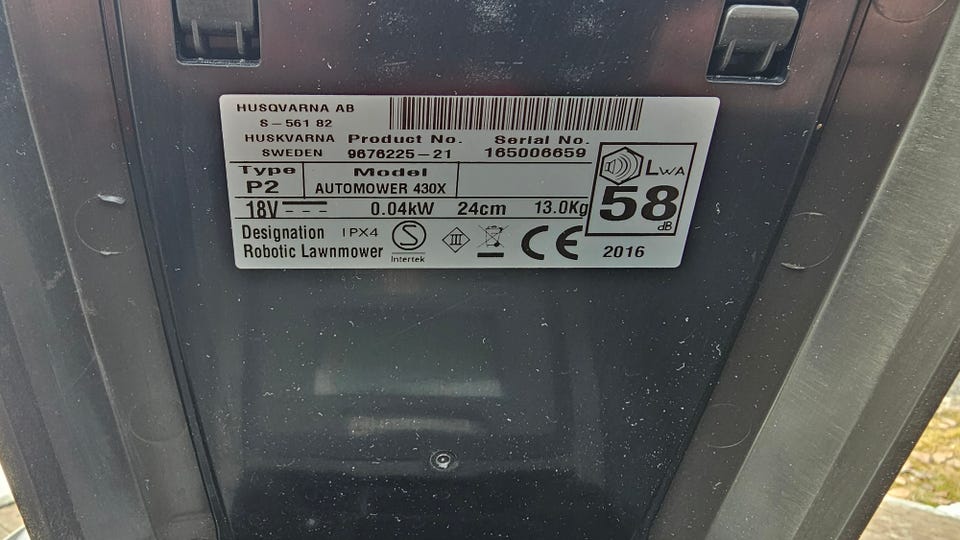 HUSQVARNA AB
S-561 82
HUSKVARNA Product No. Serial No.
SWEDEN 9676225-21 165006659
Type Model
P2 AUTOMOWER 430X
LWA
58
dB
18V 0.04kW 24cm 13.0Kg
Designation IPX4 S III CE
Robotic Lawnmower Intertek 2016